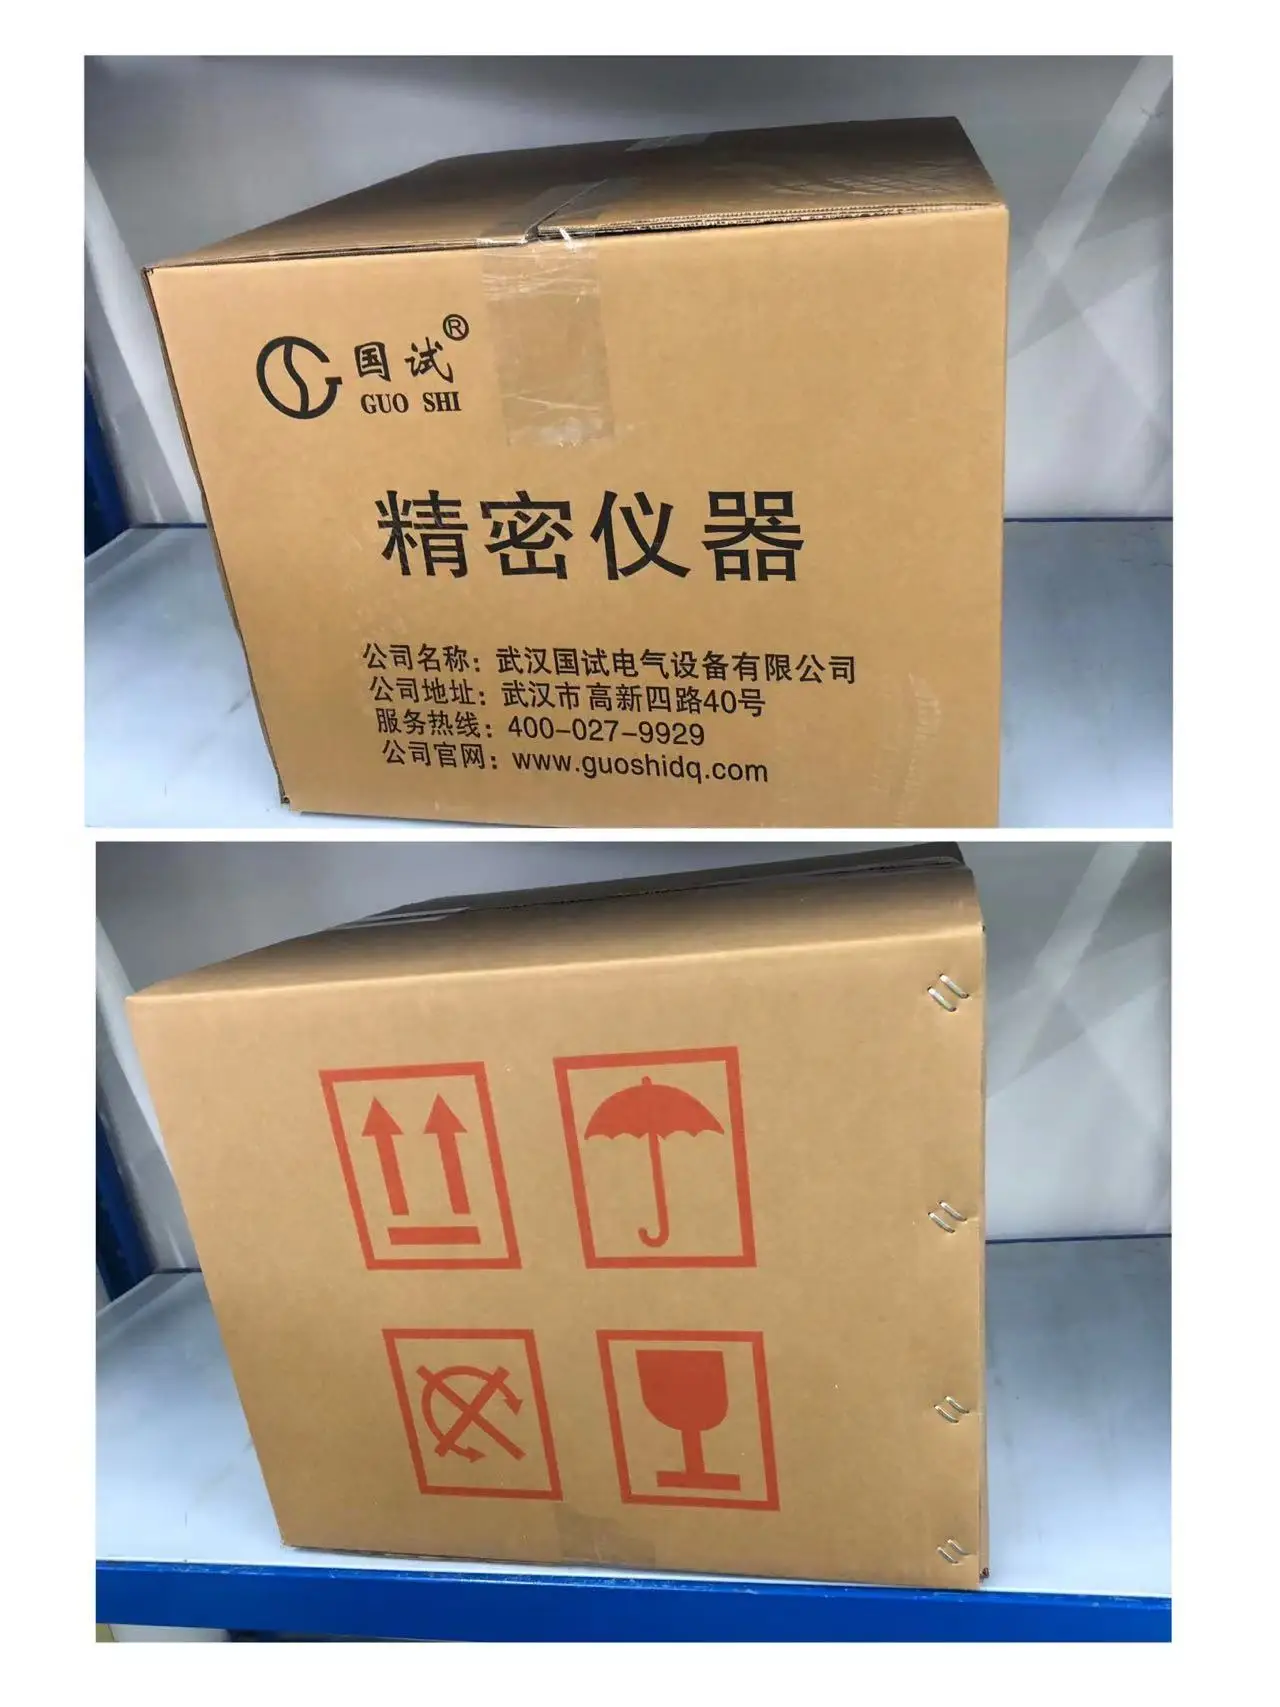 国试®
GUO SHI
精密仪器
公司名称：武汉国试电气设备有限公司
公司地址：武汉市高新四路40号
服务热线：400-027-9929
公司官网：www.guoshidq.com